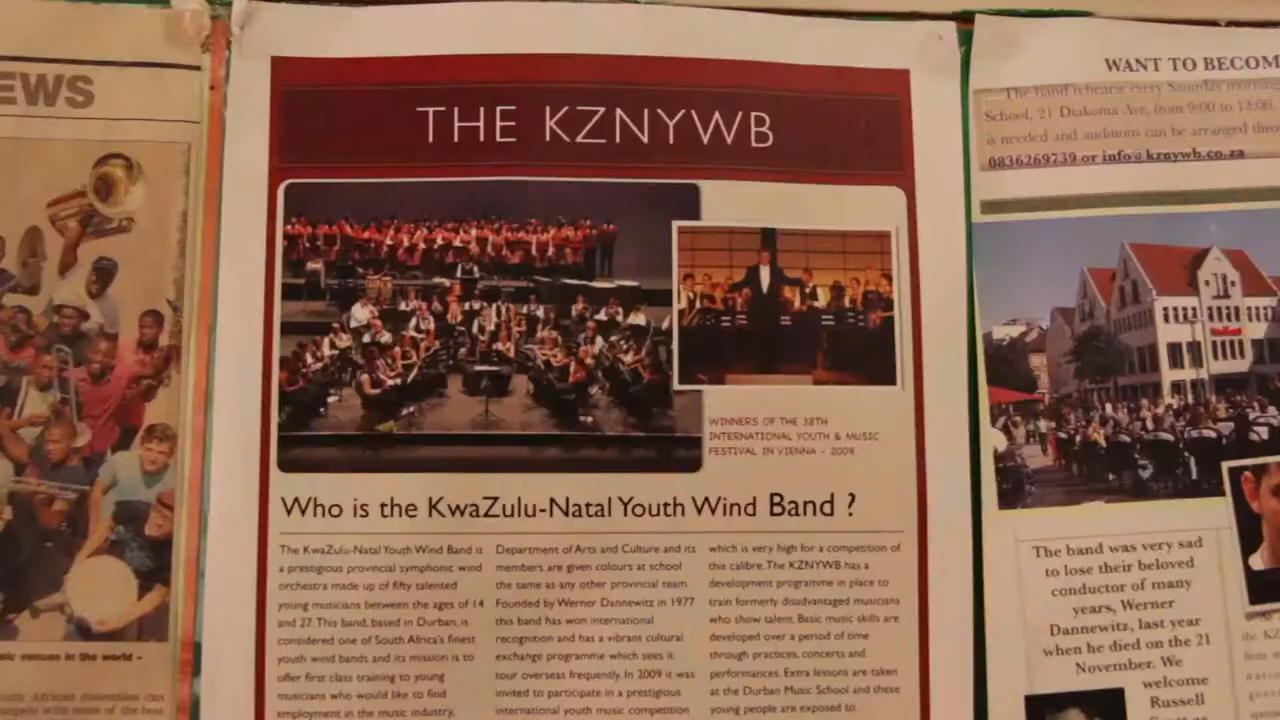 EWS
sic venues in the world –
THE KZNYWB
WINNERS OF THE 38TH
INTERNATIONAL YOUTH & MUSIC
FESTIVAL IN VIENNA - 2009
Who is the KwaZulu-Natal Youth Wind Band ?
The KwaZulu-Natal Youth Wind Band is
a prestigious provincial symphonic wind
orchestra made up of fifty talented
young musicians between the ages of 14
and 27. This band, based in Durban, is
considered one of South Africa's finest
youth wind bands and its mission is to
offer first class training to young
musicians who would like to find
employment in the music industry.
Department of Arts and Culture and its
members are given colours at school
the same as any other provincial team.
Founded by Werner Dannewitz in 1977
this band has won international
recognition and has a vibrant cultural
exchange programme which sees it
tour overseas frequently. In 2009 it was
invited to participate in a prestigious
international youth music competition
which is very high for a competition of
this calibre. The KZNYWB has a
development programme in place to
train formerly disadvantaged musicians
who show talent. Basic music skills are
developed over a period of time
through practices, concerts and
performances. Extra lessons are taken
at the Durban Music School and these
young people are exposed to
WANT TO BECOM
The band rehearse every Saturday morning
School, 21 Diakonia Ave, from 9:00 to 13:00.
is needed and auditions can be arranged thro
0836269739 or info@kznywb.co.za
The band was very sad
to lose their beloved
conductor of many
years, Werner
Dannewitz, last year
when he died on the 21
November. We
welcome
Russell